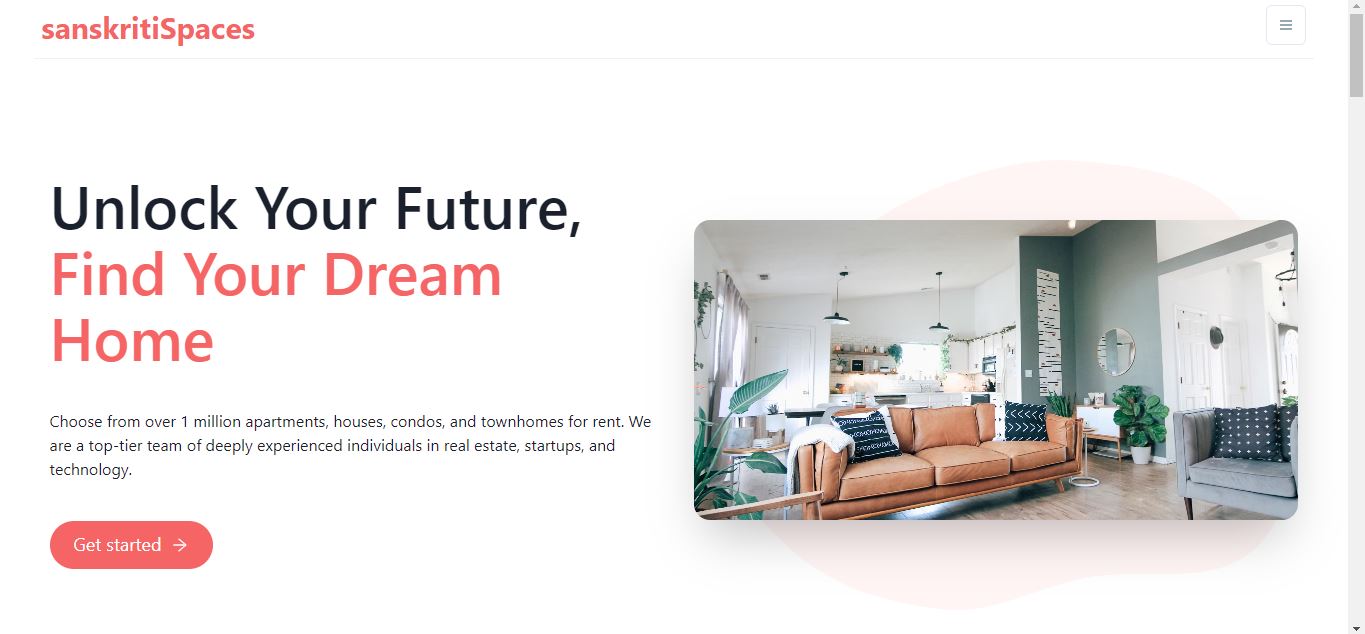 sanskritiSpaces
Unlock Your Future,
Find Your Dream
Home
Choose from over 1 million apartments, houses, condos, and townhomes for rent. We
are a top-tier team of deeply experienced individuals in real estate, startups, and
technology.
Get started